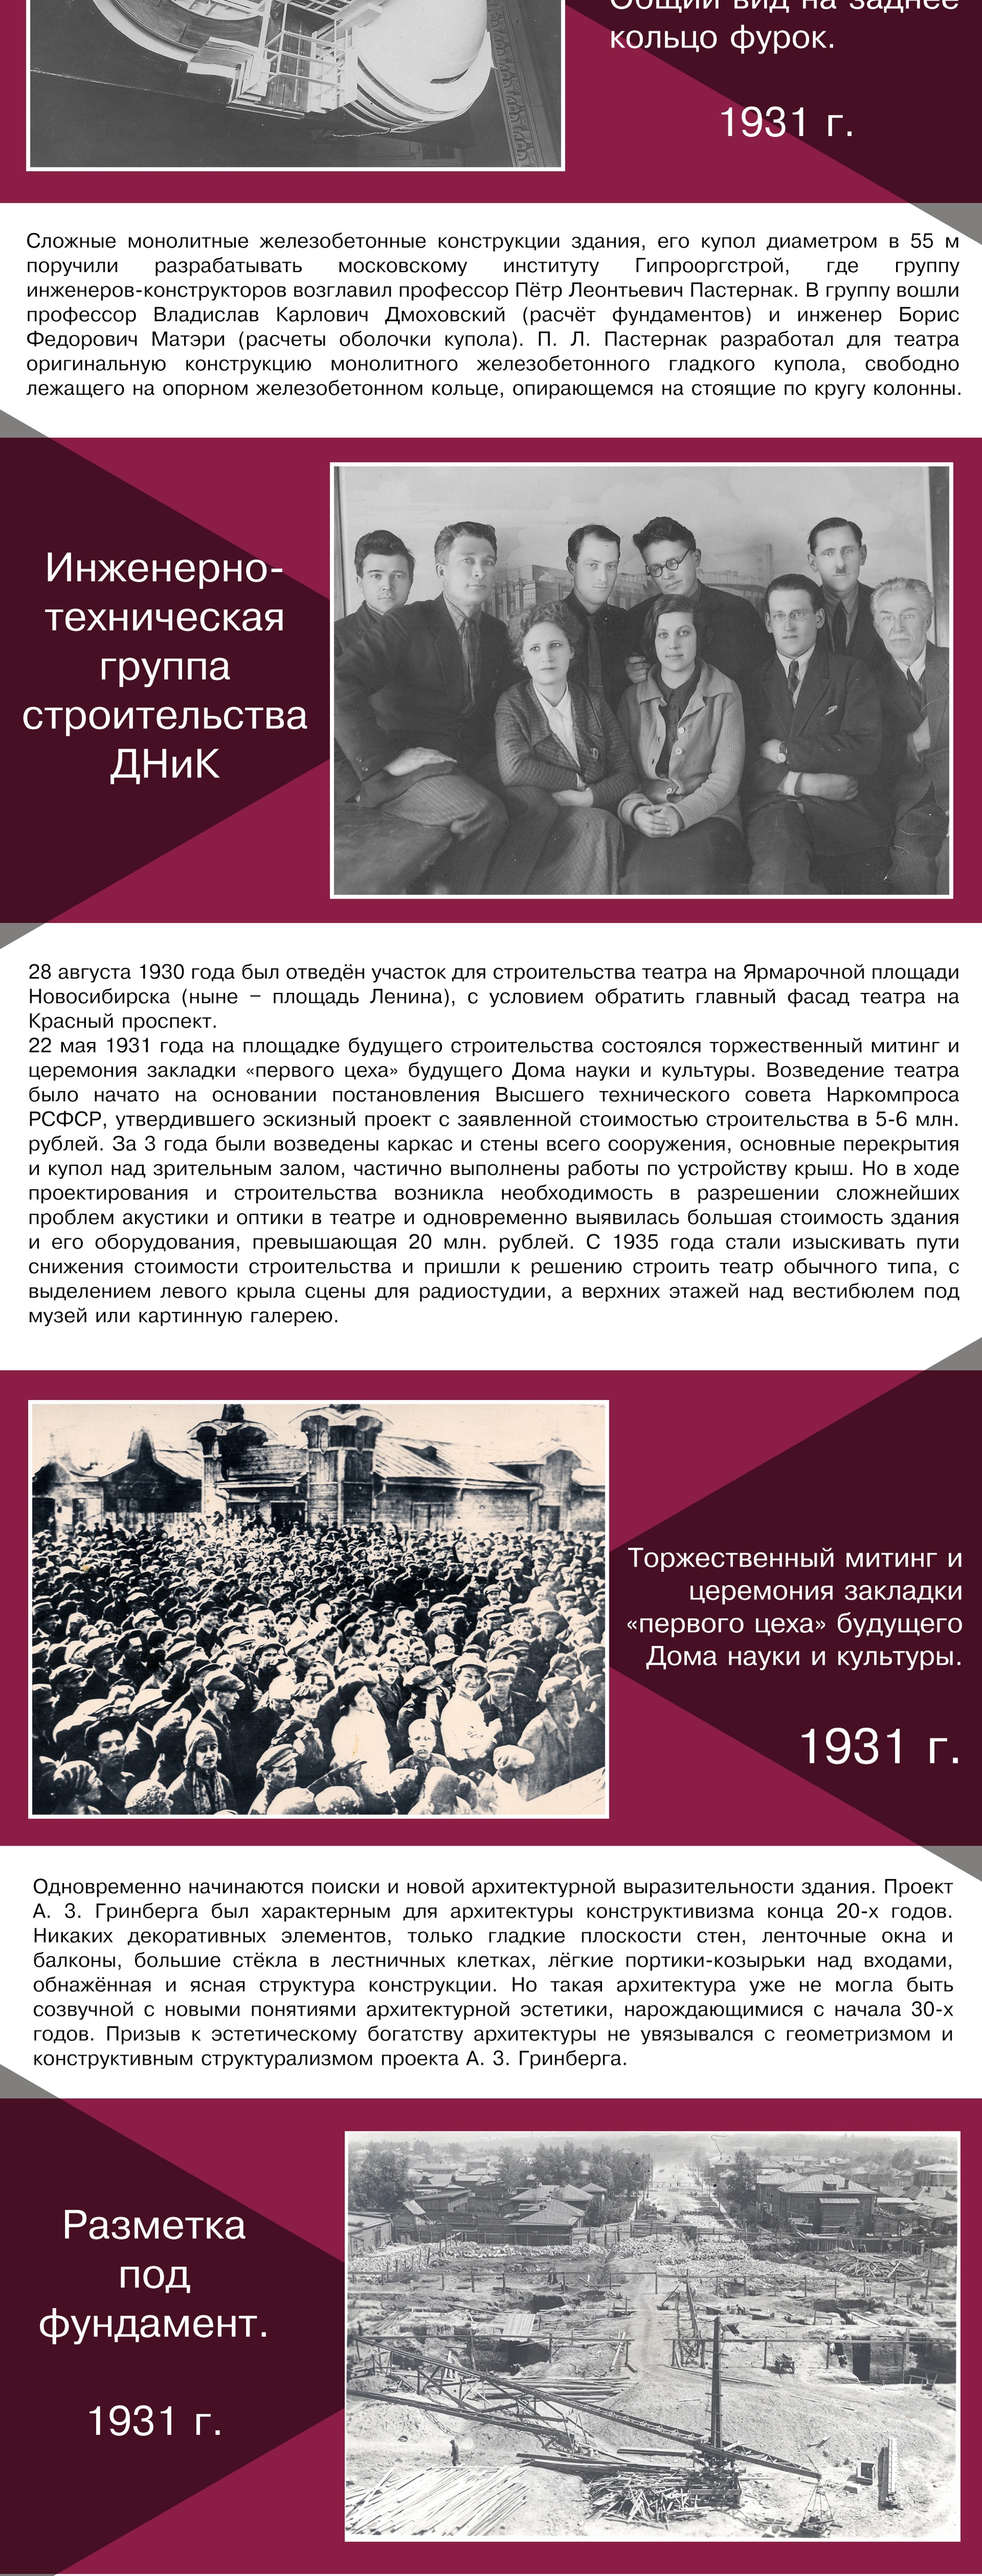 Общий вид на заднее
кольцо фурок.
1931 г.
Сложные монолитные железобетонные конструкции здания, его купол диаметром в 55 м
поручили разрабатывать московскому институту Гипрооргстрой, где группу
инженеров-конструкторов возглавил профессор Пётр Леонтьевич Пастернак. В группу вошли
профессор Владислав Карлович Дмоховский (расчёт фундаментов) и инженер Борис
Федорович Матэри (расчеты оболочки купола). П. Л. Пастернак разработал для театра
оригинальную конструкцию монолитного железобетонного гладкого купола, свободно
лежащего на опорном железобетонном кольце, опирающемся на стоящие по кругу колонны.
Инженерно-
техническая
группа
строительства
ДНиК
28 августа 1930 года был отведён участок для строительства театра на Ярмарочной площади
Новосибирска (ныне – площадь Ленина), с условием обратить главный фасад театра на
Красный проспект.
22 мая 1931 года на площадке будущего строительства состоялся торжественный митинг и
церемония закладки «первого цеха» будущего Дома науки и культуры. Возведение театра
было начато на основании постановления Высшего технического совета Наркомпроса
РСФСР, утвердившего эскизный проект с заявленной стоимостью строительства в 5-6 млн.
рублей. За 3 года были возведены каркас и стены всего сооружения, основные перекрытия
и купол над зрительным залом, частично выполнены работы по устройству крыш. Но в ходе
проектирования и строительства возникла необходимость в разрешении сложнейших
проблем акустики и оптики в театре и одновременно выявилась большая стоимость здания
и его оборудования, превышающая 20 млн. рублей. С 1935 года стали изыскивать пути
снижения стоимости строительства и пришли к решению строить театр обычного типа, с
выделением левого крыла сцены для радиостудии, а верхних этажей над вестибюлем под
музей или картинную галерею.
Торжественный митинг и
церемония закладки
«первого цеха» будущего
Дома науки и культуры.
1931 г.
Одновременно начинаются поиски и новой архитектурной выразительности здания. Проект
А. З. Гринберга был характерным для архитектуры конструктивизма конца 20-х годов.
Никаких декоративных элементов, только гладкие плоскости стен, ленточные окна и
балконы, большие стёкла в лестничных клетках, лёгкие портики-козырьки над входами,
обнажённая и ясная структура конструкции. Но такая архитектура уже не могла быть
созвучной с новыми понятиями архитектурной эстетики, нарождающимися с начала 30-х
годов. Призыв к эстетическому богатству архитектуры не увязывался с геометризмом и
конструктивным структурализмом проекта А. З. Гринберга.
Разметка
под
фундамент.
1931 г.